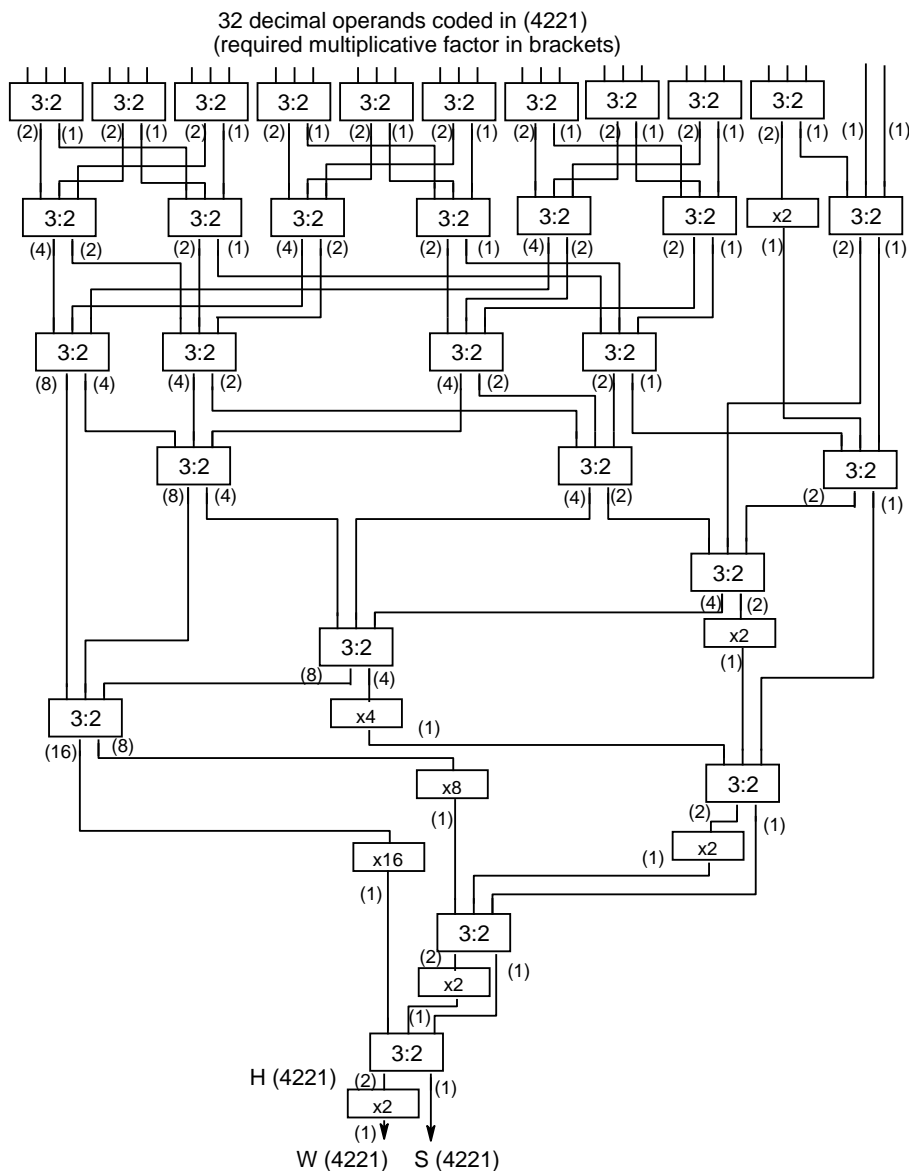 32 decimal operands coded in (4221)
(required multiplicative factor in brackets)
3:2 3:2 3:2 3:2 3:2 3:2 3:2 3:2 3:2 3:2
(2) (1) (2) (1) (2) (1) (2) (1) (2) (1) (2) (1) (2) (1) (2) (1) (2) (1) (2) (1) (1) (1)
3:2 3:2 3:2 3:2 3:2 3:2 x2 3:2
(4) (2) (2) (1) (4) (2) (2) (1) (4) (2) (2) (1) (1) (2) (1)
3:2 3:2 3:2 3:2
(8) (4) (4) (2) (4) (2) (2) (1)
3:2 3:2 3:2
(8) (4) (4) (2) (2) (1)
3:2
(4) (2)
x2
3:2
(1)
(8) (4)
3:2 x4 (1)
(16) (8)
x8 3:2
(1) (2) (1)
x16 x2
(1) (1)
3:2
(2) (1)
x2
(1)
3:2
H (4221) (2) (1)
x2
(1)
W (4221) S (4221)